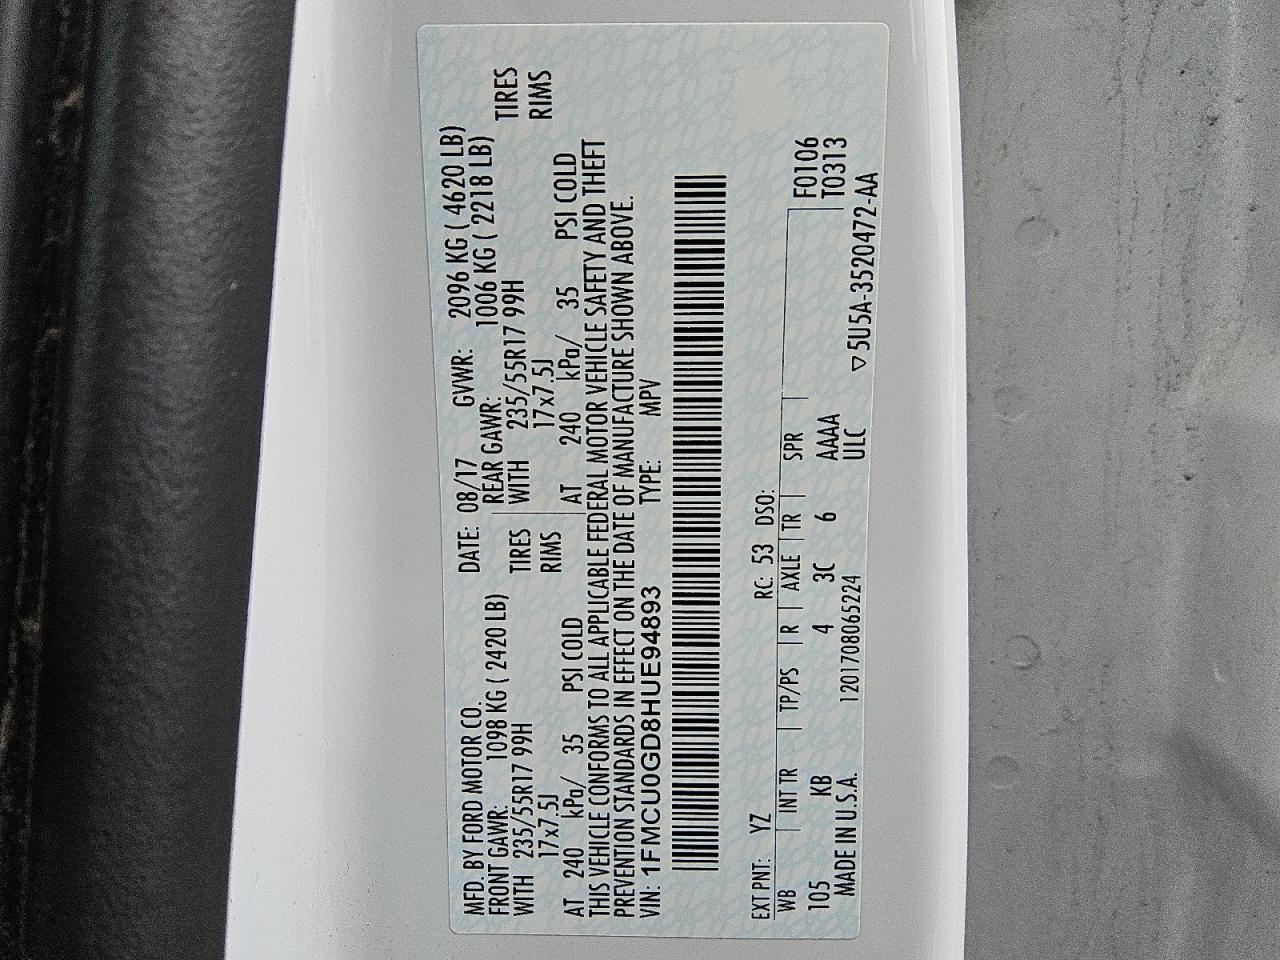 MFD. BY FORD MOTOR CO. DATE: 08/17 GVWR: 2096 KG ( 4620 LB)
FRONT GAWR: 1098 KG ( 2420 LB) REAR GAWR: 1006 KG ( 2218 LB)
WITH 235/55R17 99H TIRES WITH 235/55R17 99H TIRES
17x7.5J RIMS 17x7.5J RIMS
AT 240 kPa/ 35 PSI COLD AT 240 kPa/ 35 PSI COLD
THIS VEHICLE CONFORMS TO ALL APPLICABLE FEDERAL MOTOR VEHICLE SAFETY AND THEFT
PREVENTION STANDARDS IN EFFECT ON THE DATE OF MANUFACTURE SHOWN ABOVE.
VIN: 1FMCU0GD8HUE94893 TYPE: MPV
EXT PNT: YZ RC: 53 DSO:
WB INT TR TP/PS R AXLE TR SPR F0106
105 KB 4 3C 6 AAAA T0313
MADE IN U.S.A. 1201708065224 ULC ▽ 5U5A-3520472-AA